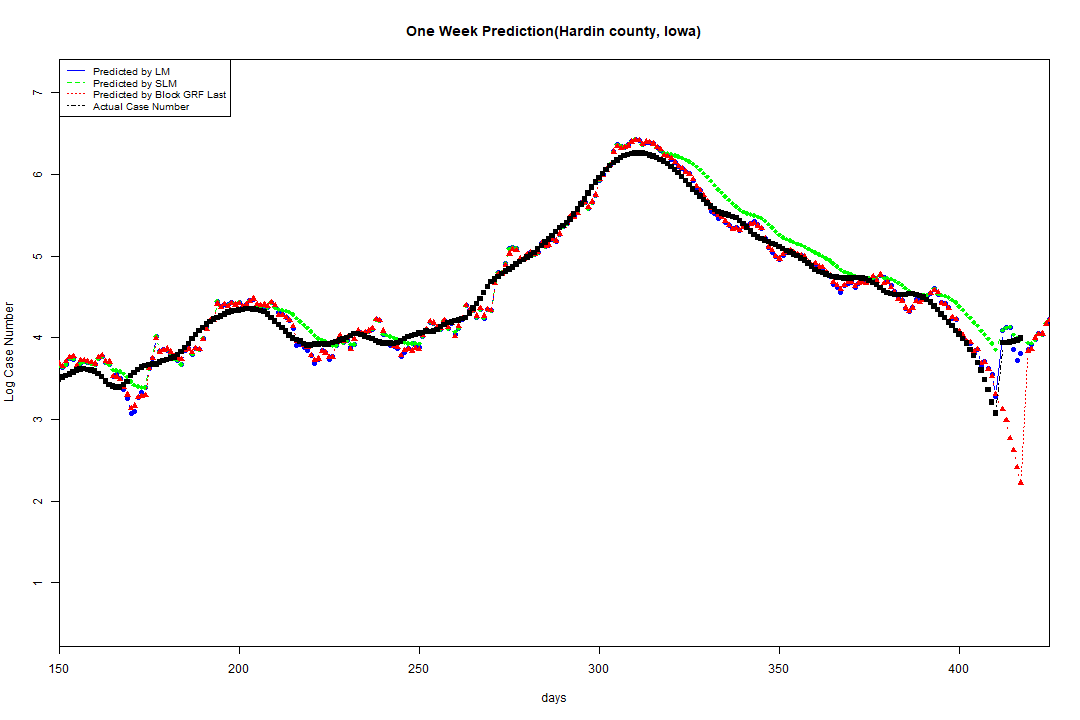 One Week Prediction(Hardin county, Iowa)
Predicted by LM
Predicted by SLM
Predicted by Block GRF Last
Actual Case Number
7
6
5
4
3
2
1
Log Case Number
150 200 250 300 350 400
days